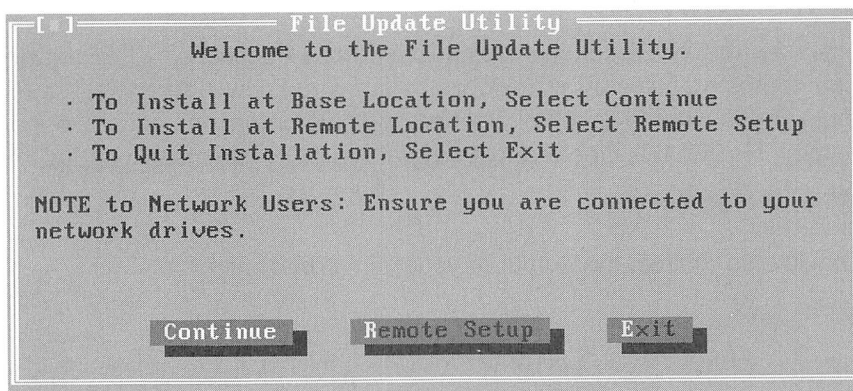 File Update Utility
Welcome to the File Update Utility.
· To Install at Base Location, Select Continue
· To Install at Remote Location, Select Remote Setup
· To Quit Installation, Select Exit
NOTE to Network Users: Ensure you are connected to your
network drives.
Continue Remote Setup Exit